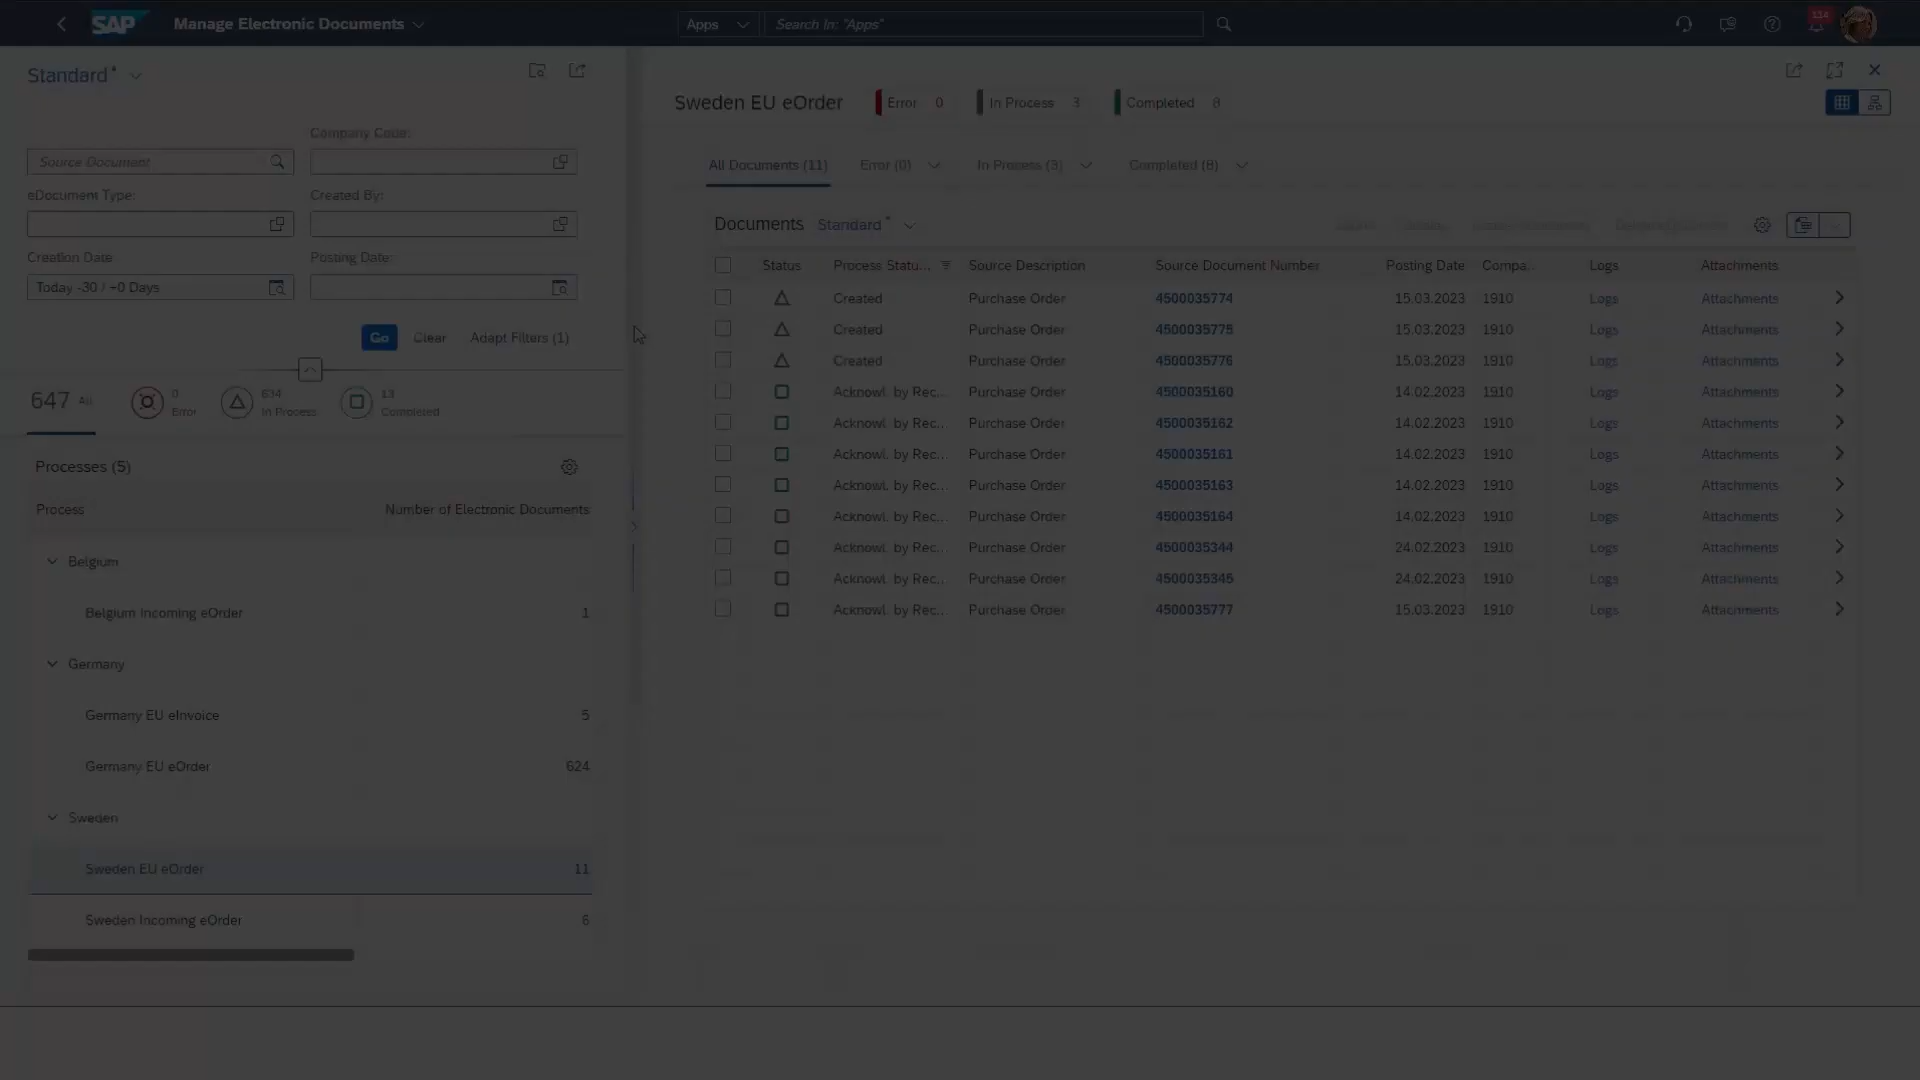 SAP Manage Electronic Documents Apps Search In: "Apps" 134
Standard *
Company Code:
Source Document
eDocument Type: Created By:
Creation Date Posting Date:
Today -30 / +0 Days
Go Clear Adapt Filters (1)
647 All 0 Error 634 In Process 13 Completed
Processes (5)
Process Number of Electronic Documents
Belgium
Belgium Incoming eOrder 1
Germany
Germany EU eInvoice 5
Germany EU eOrder 624
Sweden
Sweden EU eOrder 11
Sweden Incoming eOrder 6
Sweden EU eOrder Error 0 In Process 3 Completed 8
All Documents (11) Error (0) In Process (3) Completed (8)
Documents Standard *
Status Process Statu... Source Description Source Document Number Posting Date Compa... Logs Attachments
Created Purchase Order 4500035774 15.03.2023 1910 Logs Attachments
Created Purchase Order 4500035775 15.03.2023 1910 Logs Attachments
Created Purchase Order 4500035776 15.03.2023 1910 Logs Attachments
Acknowl. by Rec... Purchase Order 4500035160 14.02.2023 1910 Logs Attachments
Acknowl. by Rec... Purchase Order 4500035162 14.02.2023 1910 Logs Attachments
Acknowl. by Rec... Purchase Order 4500035161 14.02.2023 1910 Logs Attachments
Acknowl. by Rec... Purchase Order 4500035163 14.02.2023 1910 Logs Attachments
Acknowl. by Rec... Purchase Order 4500035164 14.02.2023 1910 Logs Attachments
Acknowl. by Rec... Purchase Order 4500035344 24.02.2023 1910 Logs Attachments
Acknowl. by Rec... Purchase Order 4500035345 24.02.2023 1910 Logs Attachments
Acknowl. by Rec... Purchase Order 4500035777 15.03.2023 1910 Logs Attachments